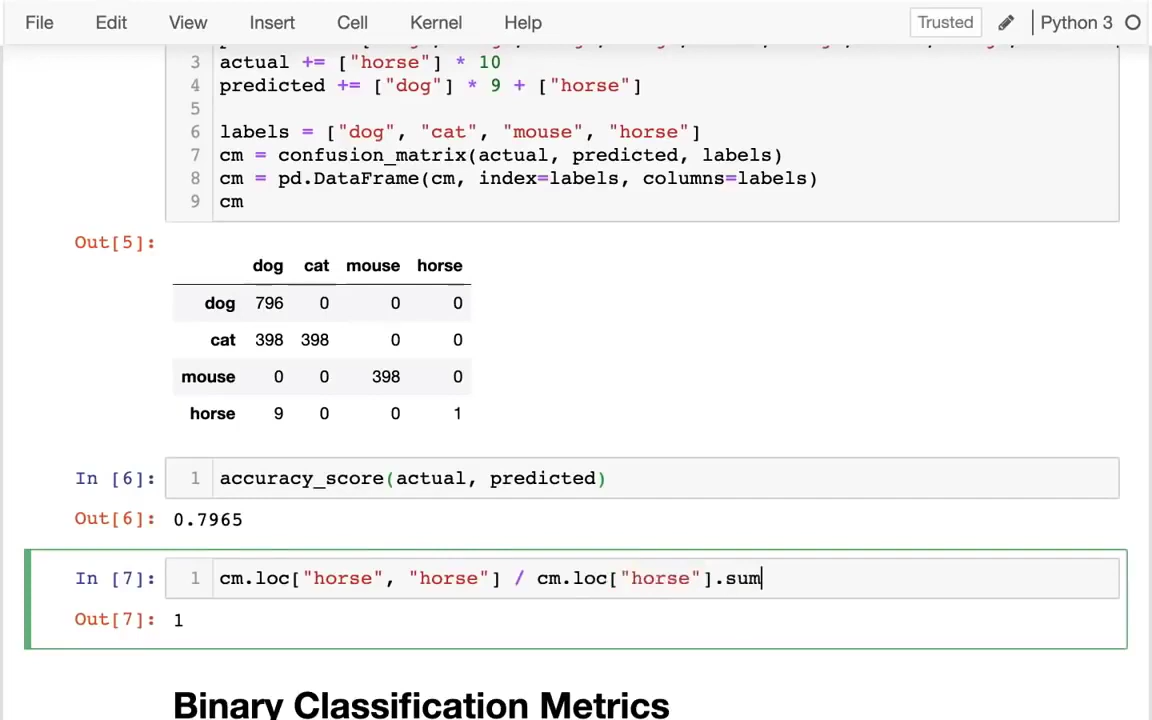 File Edit View Insert Cell Kernel Help Trusted Python 3
3 actual += ["horse"] * 10
4 predicted += ["dog"] * 9 + ["horse"]
5
6 labels = ["dog", "cat", "mouse", "horse"]
7 cm = confusion_matrix(actual, predicted, labels)
8 cm = pd.DataFrame(cm, index=labels, columns=labels)
9 cm
Out[5]:
dog cat mouse horse
dog 796 0 0 0
cat 398 398 0 0
mouse 0 0 398 0
horse 9 0 0 1
In [6]: 1 accuracy_score(actual, predicted)
Out[6]: 0.7965
In [7]: 1 cm.loc["horse", "horse"] / cm.loc["horse"].sum
Out[7]: 1
Binary Classification Metrics